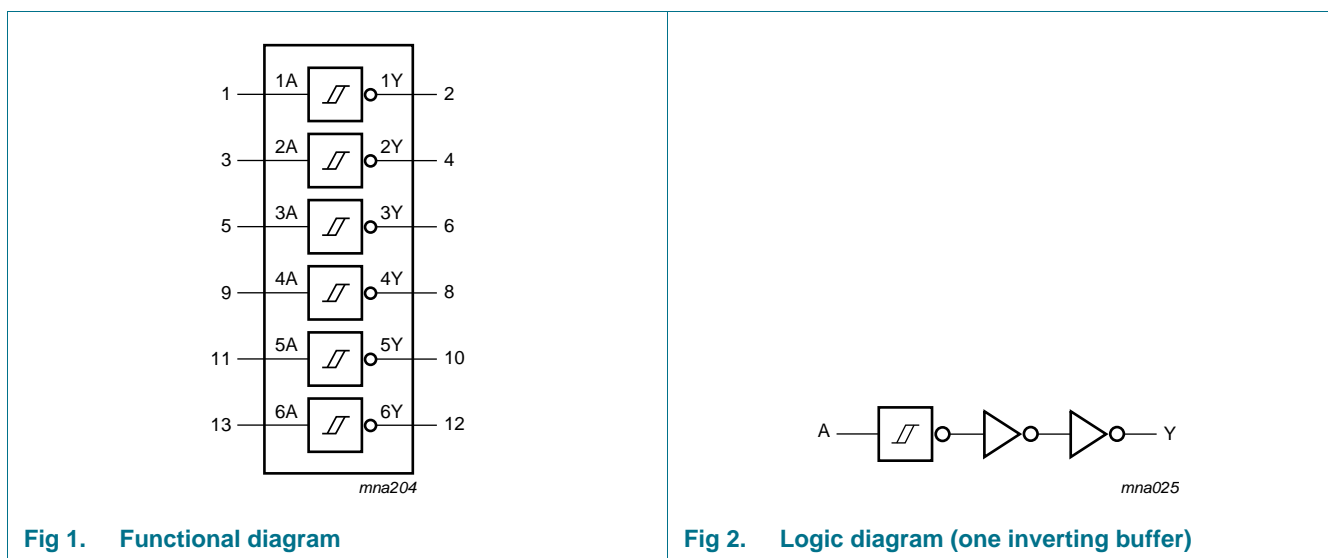 1 1A 1Y 2
3 2A 2Y 4
5 3A 3Y 6
9 4A 4Y 8
11 5A 5Y 10
13 6A 6Y 12
mna204
Fig 1. Functional diagram
A Y
mna025
Fig 2. Logic diagram (one inverting buffer)